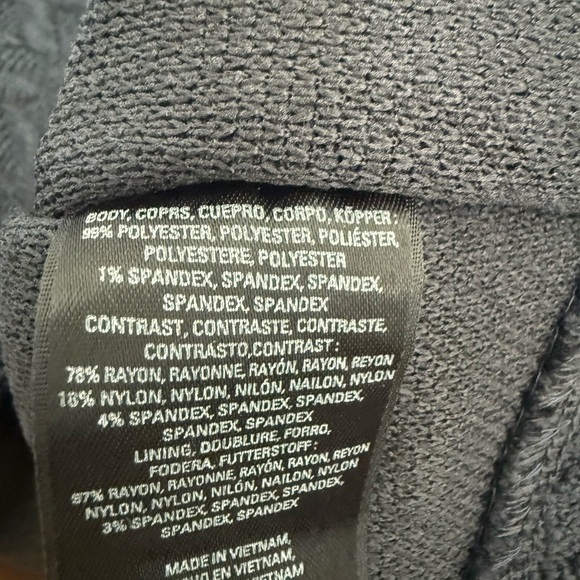 BODY, COPRS, CUEPRO, CORPO, KÖPPER:
99% POLYESTER, POLYESTER, POLIÉSTER,
POLYESTERE, POLYESTER
1% SPANDEX, SPANDEX, SPANDEX,
SPANDEX, SPANDEX
CONTRAST, CONTRASTE, CONTRASTE,
CONTRASTO,CONTRAST:
78% RAYON, RAYONNE, RAYÓN, RAYON, REYON
18% NYLON, NYLON, NILÓN, NAILON, NYLON
4% SPANDEX, SPANDEX, SPANDEX,
SPANDEX, SPANDEX
LINING, DOUBLURE, FORRO,
FODERA, FUTTERSTOFF:
97% RAYON, RAYONNE, RAYÓN, RAYON, REYON
NYLON, NYLON, NILÓN, NAILON, NYLON
3% SPANDEX, SPANDEX, SPANDEX,
SPANDEX, SPANDEX
MADE IN VIETNAM,
EN VIETNAM,
VIETNAM,